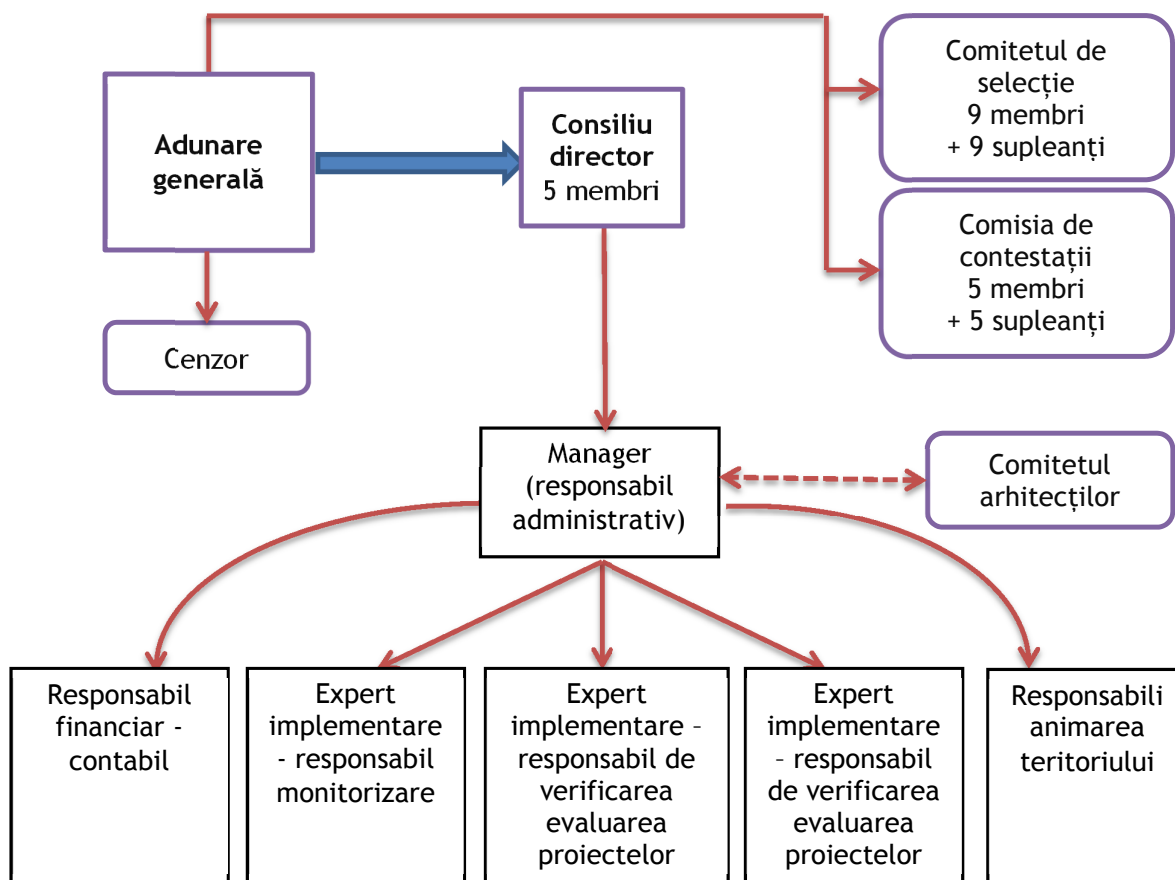 Adunare
generală
Consiliu
director
5 membri
Comitetul de
selecție
9 membri
+ 9 supleanți
Comisia de
contestații
5 membri
+ 5 supleanți
Cenzor
Manager
(responsabil
administrativ)
Comitetul
arhitecților
Responsabil
financiar -
contabil
Expert
implementare
- responsabil
monitorizare
Expert
implementare –
responsabil de
verificarea
evaluarea
proiectelor
Expert
implementare
– responsabil
de verificarea
evaluarea
proiectelor
Responsabili
animarea
teritoriului